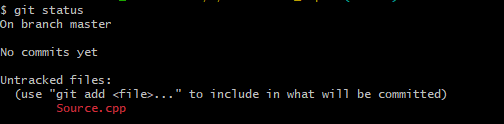 $ git status
On branch master
No commits yet
Untracked files:
(use "git add <file>..." to include in what will be committed)
Source.cpp